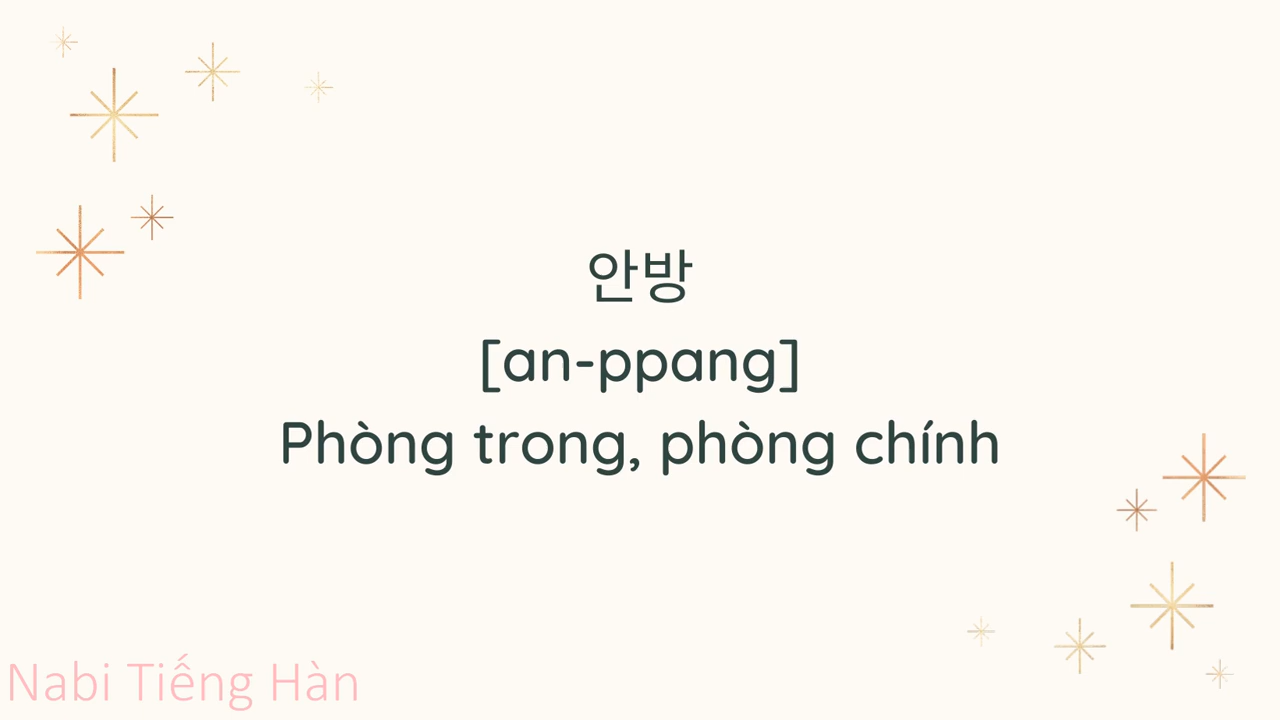 안방
[an-ppang]
Phòng trong, phòng chính
Nabi Tiếng Hàn